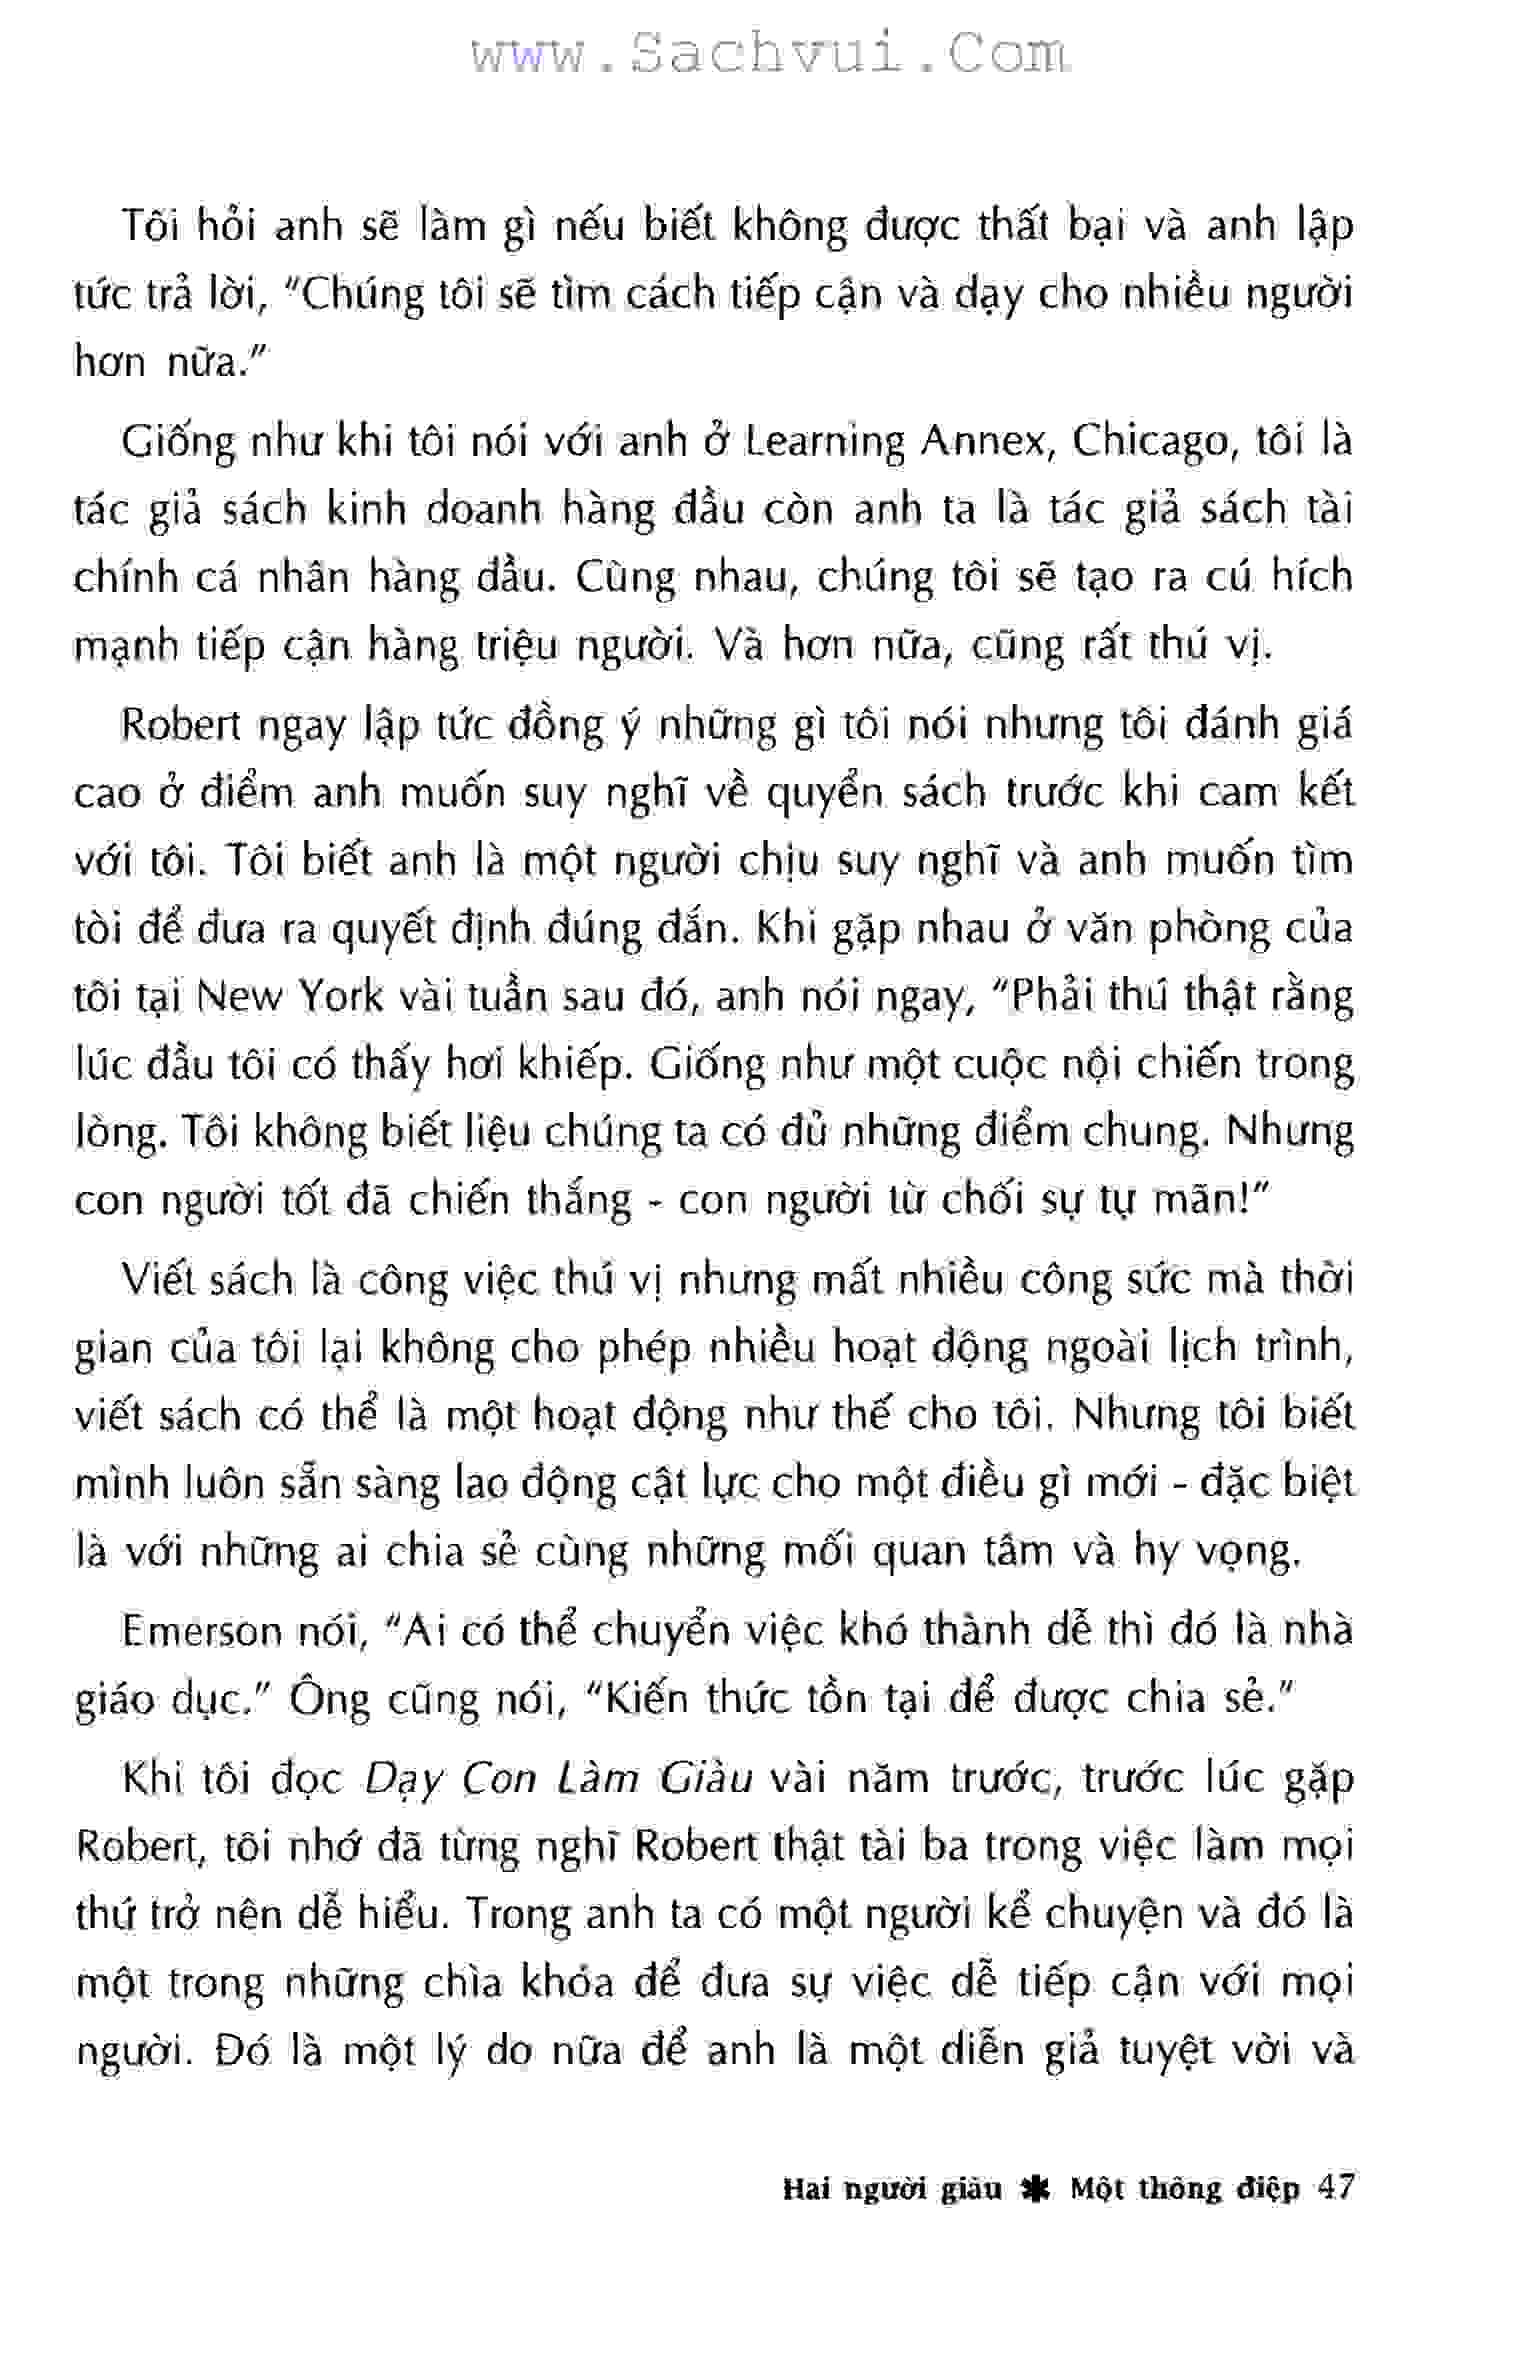 www.Sachvui.Com
Tôi hỏi anh sẽ làm gì nếu biết không được thất bại và anh lập
tức trả lời, "Chúng tôi sẽ tìm cách tiếp cận và dạy cho nhiều người
hơn nữa."
Giống như khi tôi nói với anh ở Learning Annex, Chicago, tôi là
tác giả sách kinh doanh hàng đầu còn anh ta là tác giả sách tài
chính cá nhân hàng đầu. Cùng nhau, chúng tôi sẽ tạo ra cú hích
mạnh tiếp cận hàng triệu người. Và hơn nữa, cũng rất thú vị.
Robert ngay lập tức đồng ý những gì tôi nói nhưng tôi đánh giá
cao ở điểm anh muốn suy nghĩ về quyển sách trước khi cam kết
với tôi. Tôi biết anh là một người chịu suy nghĩ và anh muốn tìm
tòi để đưa ra quyết định đúng đắn. Khi gặp nhau ở văn phòng của
tôi tại New York vài tuần sau đó, anh nói ngay, "Phải thú thật rằng
lúc đầu tôi có thấy hơi khiếp. Giống như một cuộc nội chiến trong
lòng. Tôi không biết liệu chúng ta có đủ những điểm chung. Nhưng
con người tốt đã chiến thắng - con người từ chối sự tự mãn!"
Viết sách là công việc thú vị nhưng mất nhiều công sức mà thời
gian của tôi lại không cho phép nhiều hoạt động ngoài lịch trình,
viết sách có thể là một hoạt động như thế cho tôi. Nhưng tôi biết
mình luôn sẵn sàng lao động cật lực cho một điều gì mới - đặc biệt
là với những ai chia sẻ cùng những mối quan tâm và hy vọng.
Emerson nói, "Ai có thể chuyển việc khó thành dễ thì đó là nhà
giáo dục." Ông cũng nói, "Kiến thức tồn tại để được chia sẻ."
Khi tôi đọc Dạy Con Làm Giàu vài năm trước, trước lúc gặp
Robert, tôi nhớ đã từng nghĩ Robert thật tài ba trong việc làm mọi
thứ trở nên dễ hiểu. Trong anh ta có một người kể chuyện và đó là
một trong những chìa khóa để đưa sự việc dễ tiếp cận với mọi
người. Đó là một lý do nữa để anh là một diễn giả tuyệt vời và
Hai người giàu ✱ Một thông điệp 47